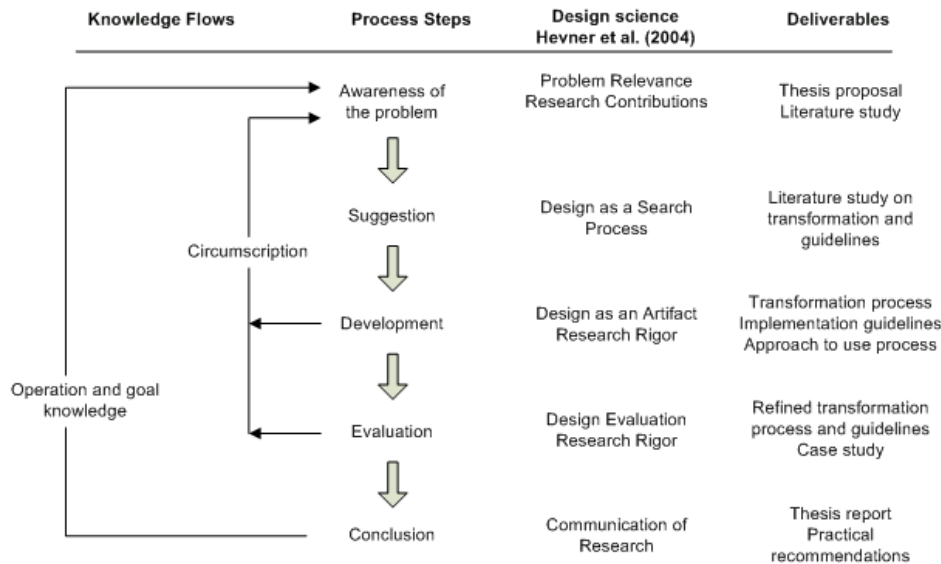 Knowledge Flows
Process Steps
Design science
Hevner et al. (2004)
Deliverables
Awareness of
the problem
Problem Relevance
Research Contributions
Thesis proposal
Literature study
Suggestion
Design as a Search
Process
Literature study on
transformation and
guidelines
Circumscription
Development
Design as an Artifact
Research Rigor
Transformation process
Implementation guidelines
Approach to use process
Operation and goal
knowledge
Evaluation
Design Evaluation
Research Rigor
Refined transformation
process and guidelines
Case study
Conclusion
Communication of
Research
Thesis report
Practical
recommendations